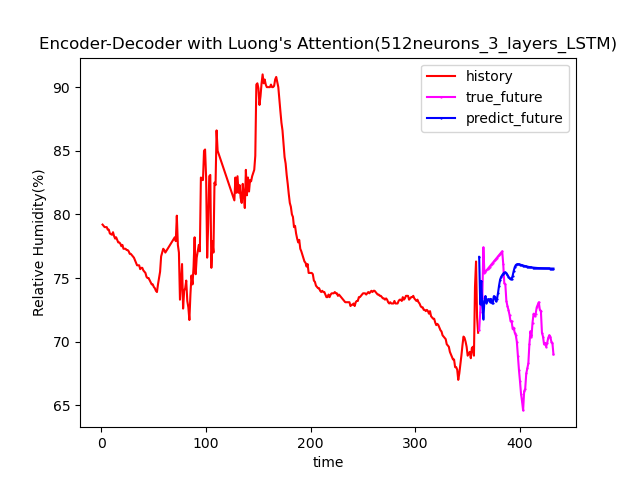 Encoder-Decoder with Luong's Attention(512neurons_3_layers_LSTM)
history
true_future
predict_future
Relative Humidity(%)
90
85
80
75
70
65
0 100 200 300 400
time